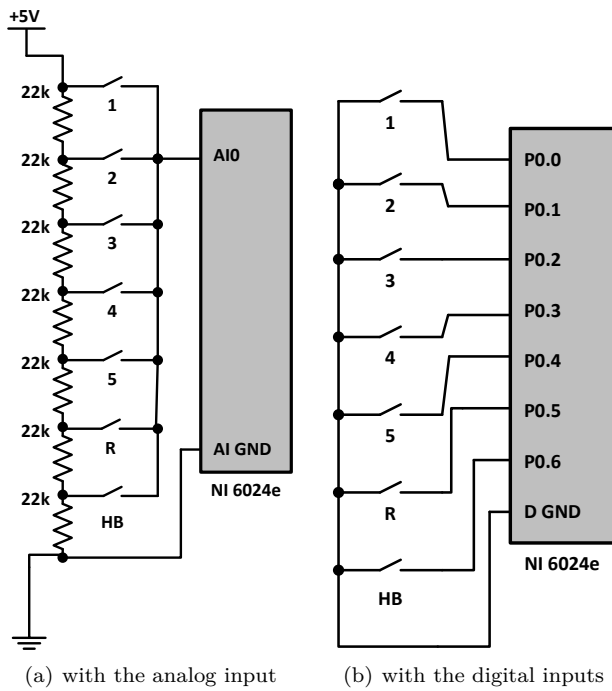 +5V
22k
1
22k
2
22k
3
22k
4
22k
5
22k
R
22k
HB
AI0
AI GND
NI 6024e
(a) with the analog input
1
2
3
4
5
R
HB
P0.0
P0.1
P0.2
P0.3
P0.4
P0.5
P0.6
D GND
NI 6024e
(b) with the digital inputs